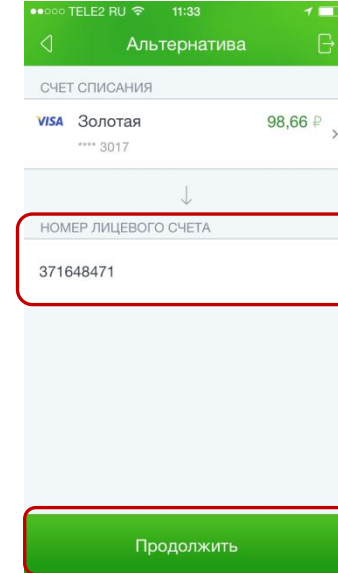 TELE2 RU 11:33
Альтернатива
СЧЕТ СПИСАНИЯ
VISA Золотая 98,66 ₽
**** 3017
НОМЕР ЛИЦЕВОГО СЧЕТА
371648471
Продолжить